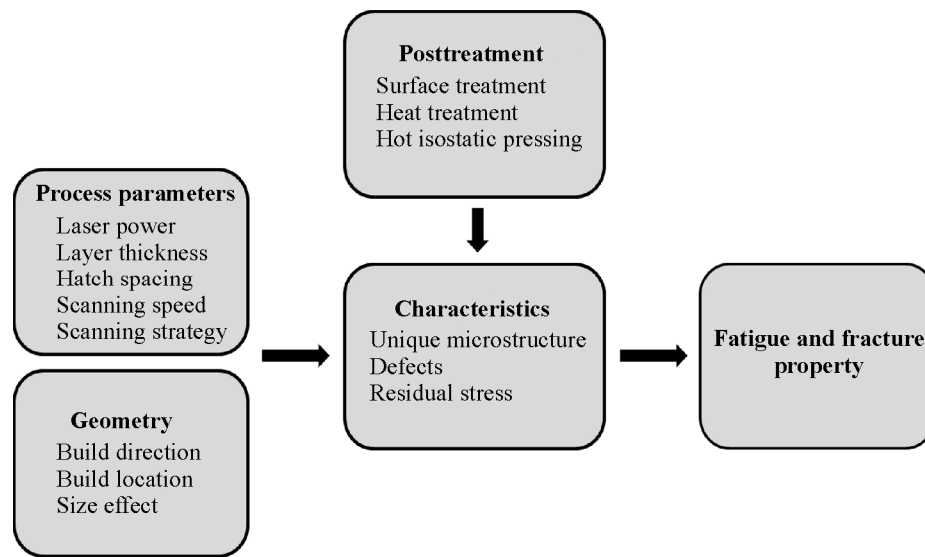 Posttreatment
Surface treatment
Heat treatment
Hot isostatic pressing
Process parameters
Laser power
Layer thickness
Hatch spacing
Scanning speed
Scanning strategy
Geometry
Build direction
Build location
Size effect
Characteristics
Unique microstructure
Defects
Residual stress
Fatigue and fracture
property